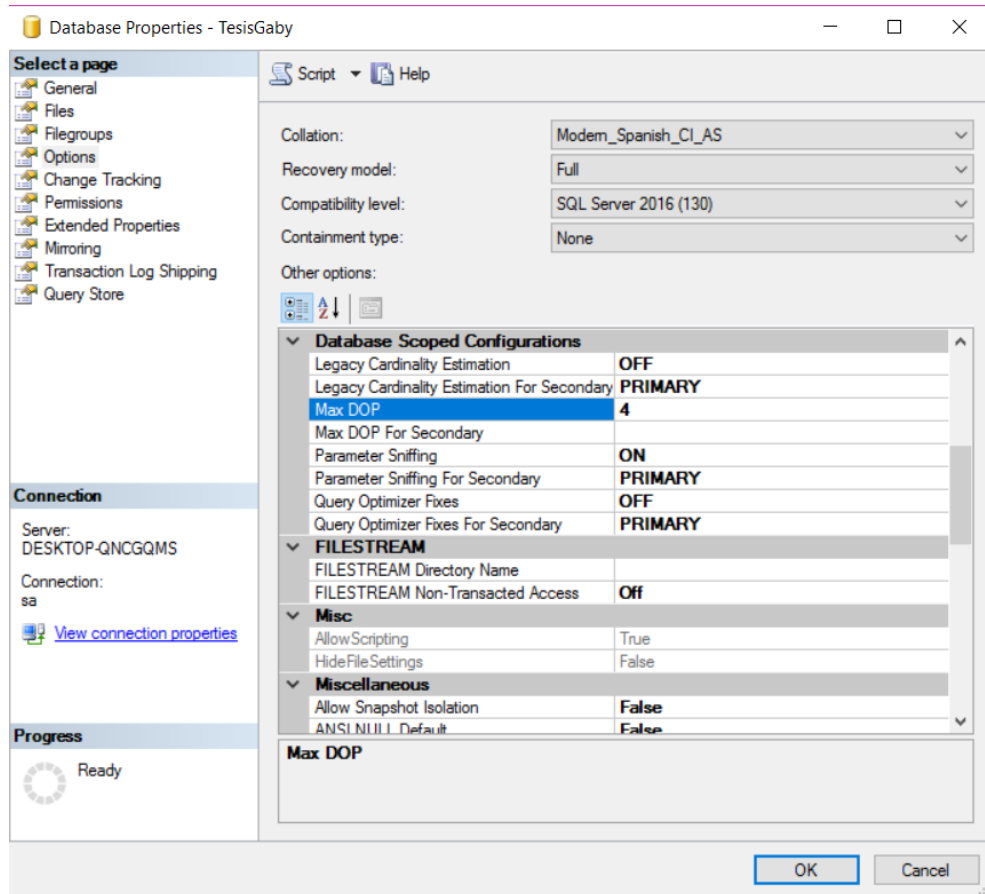 Database Properties - TesisGaby
Select a page
General
Files
Filegroups
Options
Change Tracking
Permissions
Extended Properties
Mirroring
Transaction Log Shipping
Query Store
Connection
Server:
DESKTOP-QNCGQMS
Connection:
sa
View connection properties
Progress
Ready
Script Help
Collation: Modern_Spanish_CI_AS
Recovery model: Full
Compatibility level: SQL Server 2016 (130)
Containment type: None
Other options:
Database Scoped Configurations
Legacy Cardinality Estimation OFF
Legacy Cardinality Estimation For Secondary PRIMARY
Max DOP 4
Max DOP For Secondary
Parameter Sniffing ON
Parameter Sniffing For Secondary PRIMARY
Query Optimizer Fixes OFF
Query Optimizer Fixes For Secondary PRIMARY
FILESTREAM
FILESTREAM Directory Name
FILESTREAM Non-Transacted Access Off
Misc
AllowScripting True
HideFileSettings False
Miscellaneous
Allow Snapshot Isolation False
ANSI NULL Default False
Max DOP
OK Cancel